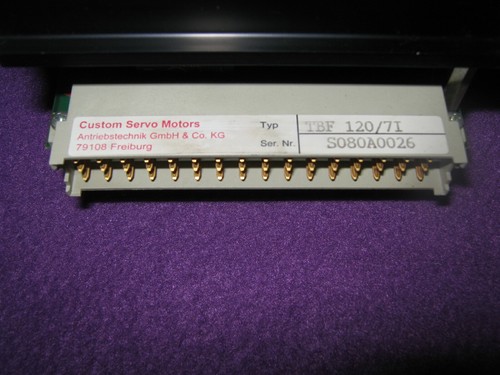 Custom Servo Motors
Antriebstechnik GmbH & Co. KG
79108 Freiburg
Typ TBF 120/7I
Ser. Nr. S080A0026